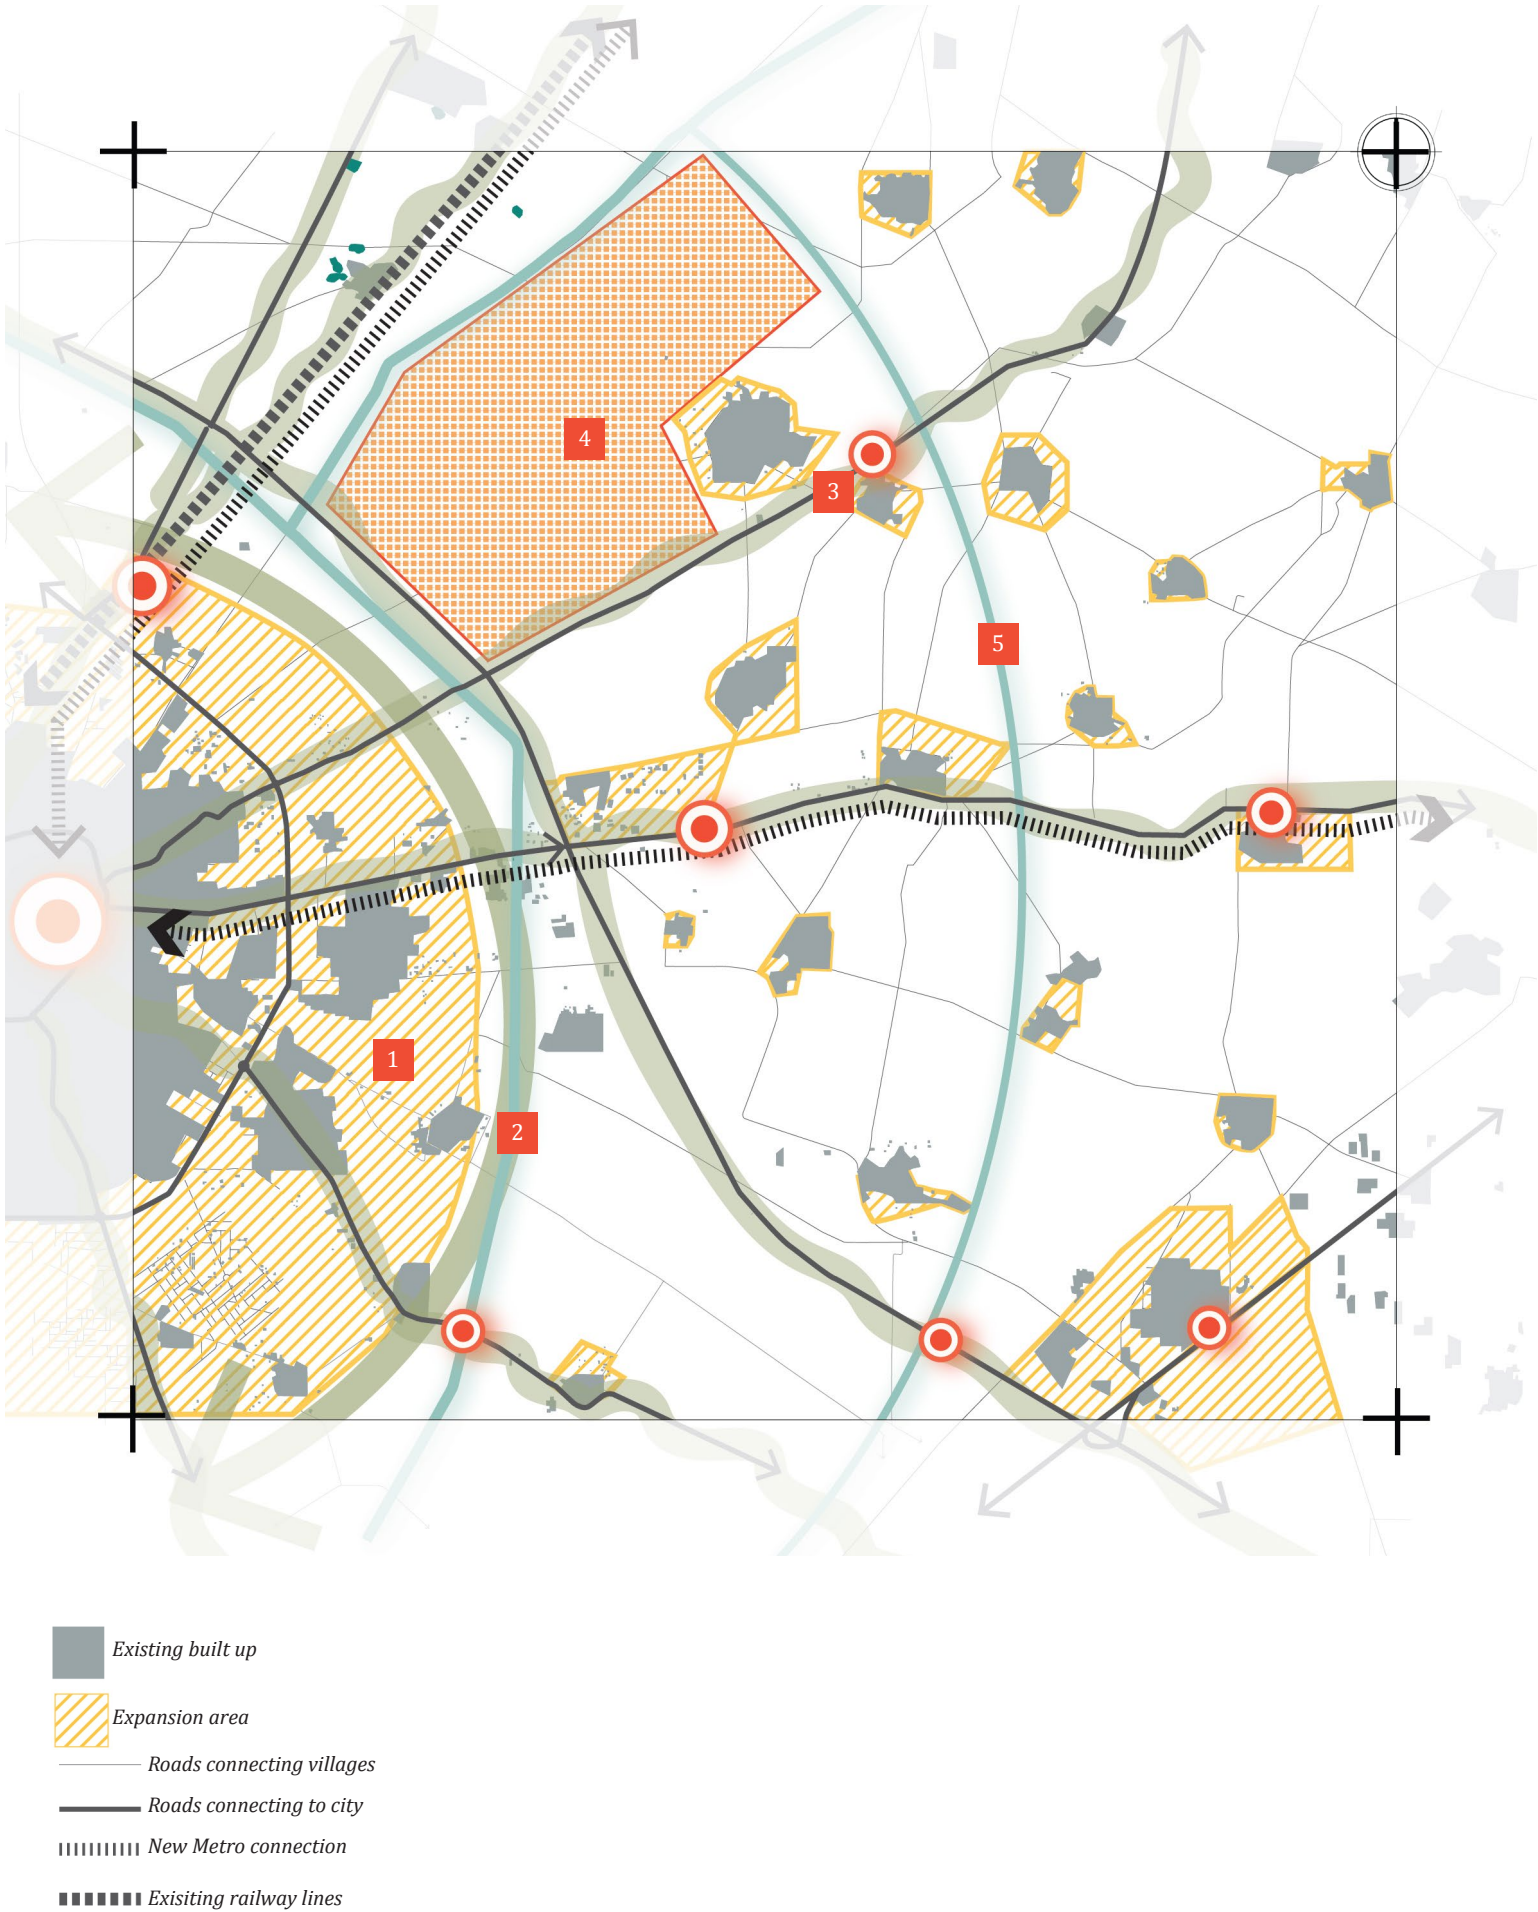 4
3
5
1
2
Existing built up
Expansion area
Roads connecting villages
Roads connecting to city
New Metro connection
Exisiting railway lines